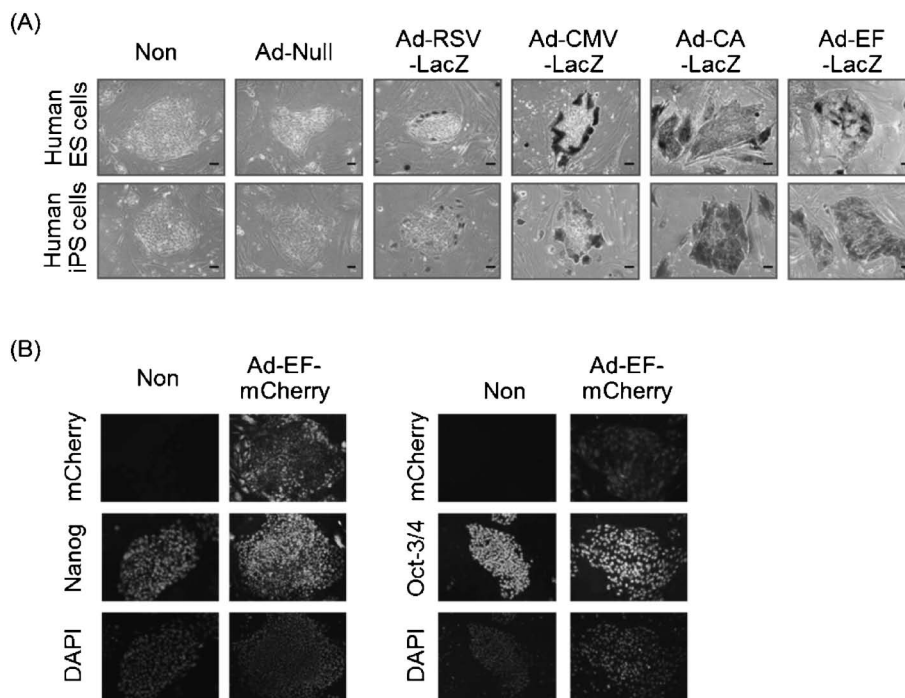 (A)
Non
Ad-Null
Ad-RSV
-LacZ
Ad-CMV
-LacZ
Ad-CA
-LacZ
Ad-EF
-LacZ
Human
ES cells
Human
iPS cells
(B)
Non
Ad-EF-
mCherry
Non
Ad-EF-
mCherry
mCherry
mCherry
Nanog
Oct-3/4
DAPI
DAPI